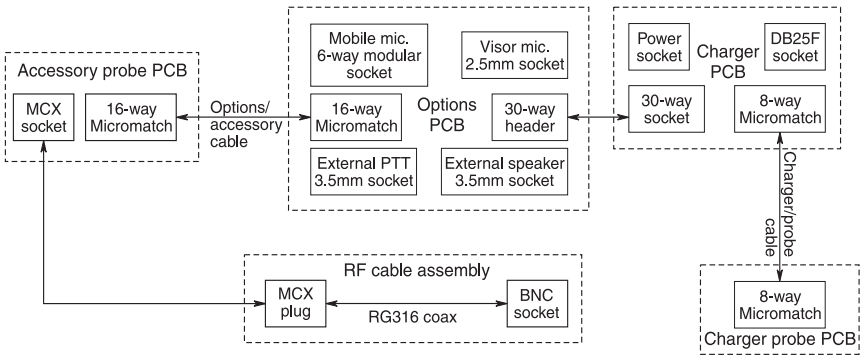 Accessory probe PCB
MCX
socket
16-way
Micromatch
Options/
accessory
cable
Mobile mic.
6-way modular
socket
Visor mic.
2.5mm socket
16-way
Micromatch
Options
PCB
30-way
header
External PTT
3.5mm socket
External speaker
3.5mm socket
Power
socket
Charger
PCB
DB25F
socket
30-way
socket
8-way
Micromatch
Charger/probe
cable
RF cable assembly
MCX
plug
RG316 coax
BNC
socket
8-way
Micromatch
Charger probe PCB